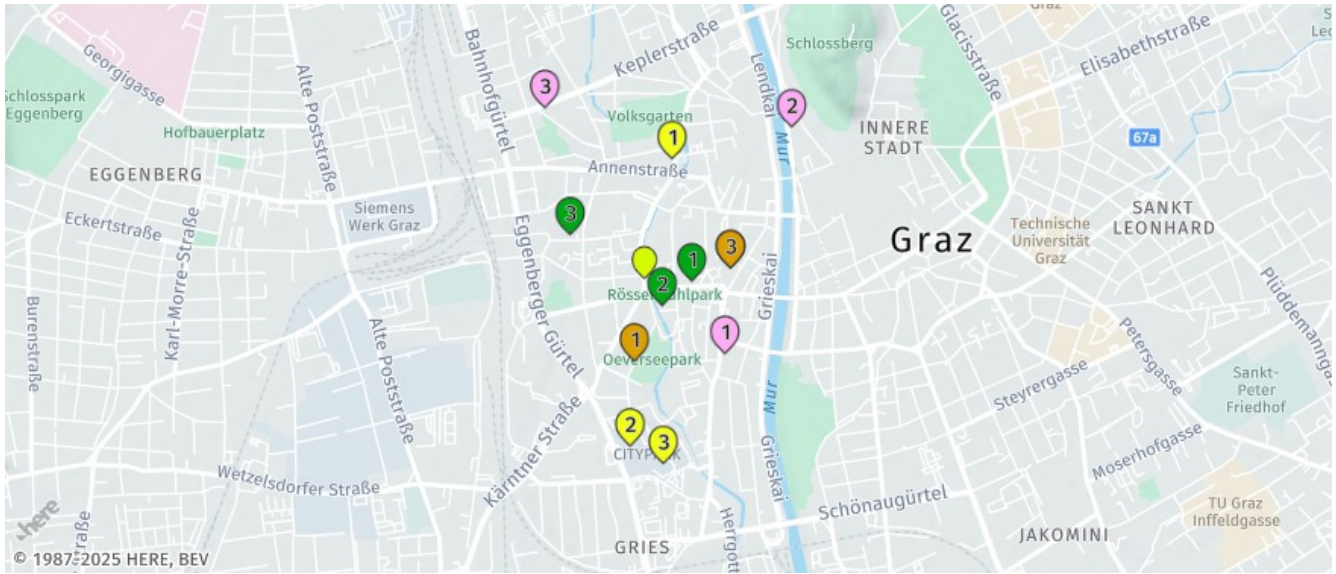 Graz
Schlossberg
Georgigasse
Bahnhofgürtel
Keplerstraße
Lendkai
Glacisstraße
Elisabethstraße
Alte Poststraße
3
2
Schlosspark
Eggenberg
Hofbauerplatz
Volksgarten
1
INNERE
STADT
67a
Mur
EGGENBERG
Annenstraße
Siemens
Werk Graz
Eckertstraße
Karl-Morre-Straße
3
Eggenberger Gürtel
1
3
Grieskai
Graz
Technische
Universität
Graz
SANKT
LEONHARD
Plüddemanngasse
2
Burenstraße
Alte Poststraße
1
Oeverseepark
1
Mur
Petersgasse
Steyrergasse
Sankt-
Peter
Friedhof
2
3
Kärntner Straße
Grieskai
Moserhofgasse
Wetzelsdorfer Straße
Schönaugürtel
TU Graz
Inffeldgasse
JAKOMINI
GRIES
here
© 1987-2025 HERE, BEV